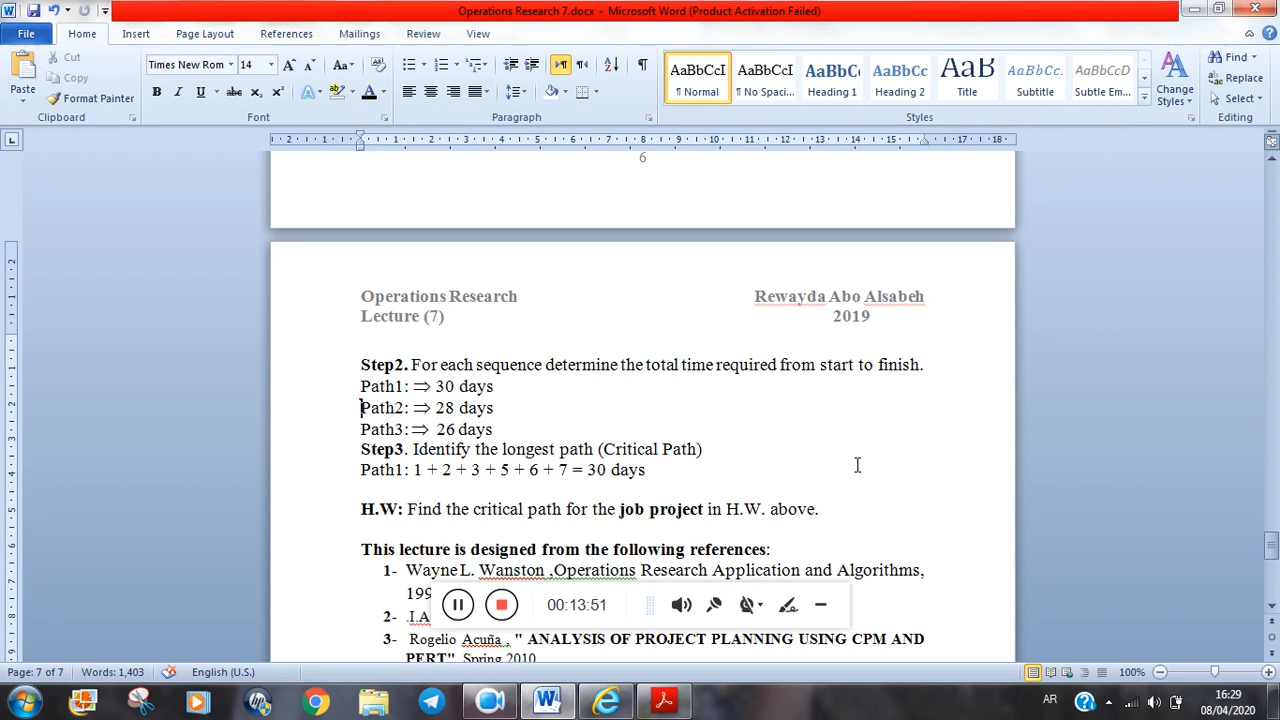 Operations Research 7.docx - Microsoft Word (Product Activation Failed)
File Home Insert Page Layout References Mailings Review View
Paste
Cut
Copy
Format Painter
Clipboard
Times New Rom 14
Font
Paragraph
AaBbCcI AaBbCcI AaBbCc AaBbCc AaB AaBbCc. AaBbCcD
¶ Normal ¶ No Spaci... Heading 1 Heading 2 Title Subtitle Subtle Em...
Styles
Change Styles
Find
Replace
Select
Editing
6
Operations Research Rewayda Abo Alsabeh
Lecture (7) 2019
Step2. For each sequence determine the total time required from start to finish.
Path1: ⇒ 30 days
Path2: ⇒ 28 days
Path3: ⇒ 26 days
Step3. Identify the longest path (Critical Path)
Path1: 1 + 2 + 3 + 5 + 6 + 7 = 30 days
H.W: Find the critical path for the job project in H.W. above.
This lecture is designed from the following references:
1- Wayne L. Wanston ,Operations Research Application and Algorithms,
199
2- .I.A
3- Rogelio Acuña , " ANALYSIS OF PROJECT PLANNING USING CPM AND
PERT", Spring 2010
00:13:51
Page: 7 of 7 Words: 1,403 English (U.S.) 100%
AR 16:29
08/04/2020